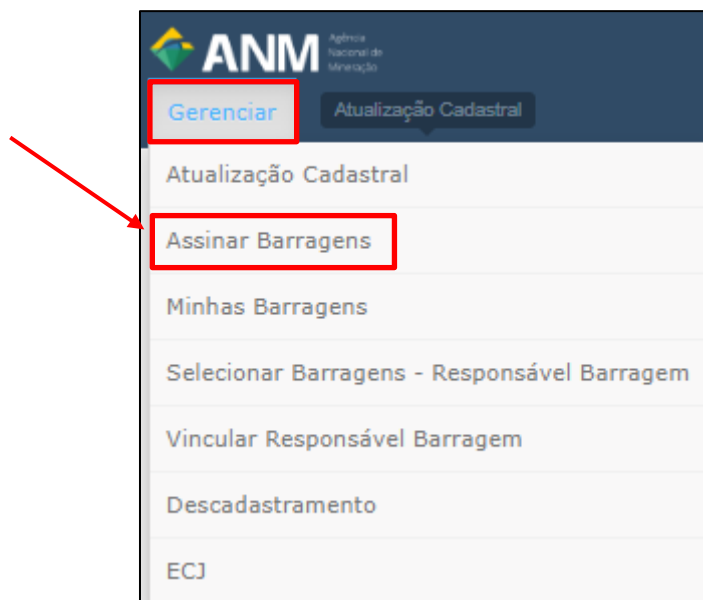 ANM
Agência
Nacional de
Mineração
Gerenciar
Atualização Cadastral
Atualização Cadastral
Assinar Barragens
Minhas Barragens
Selecionar Barragens - Responsável Barragem
Vincular Responsável Barragem
Descadastramento
ECJ